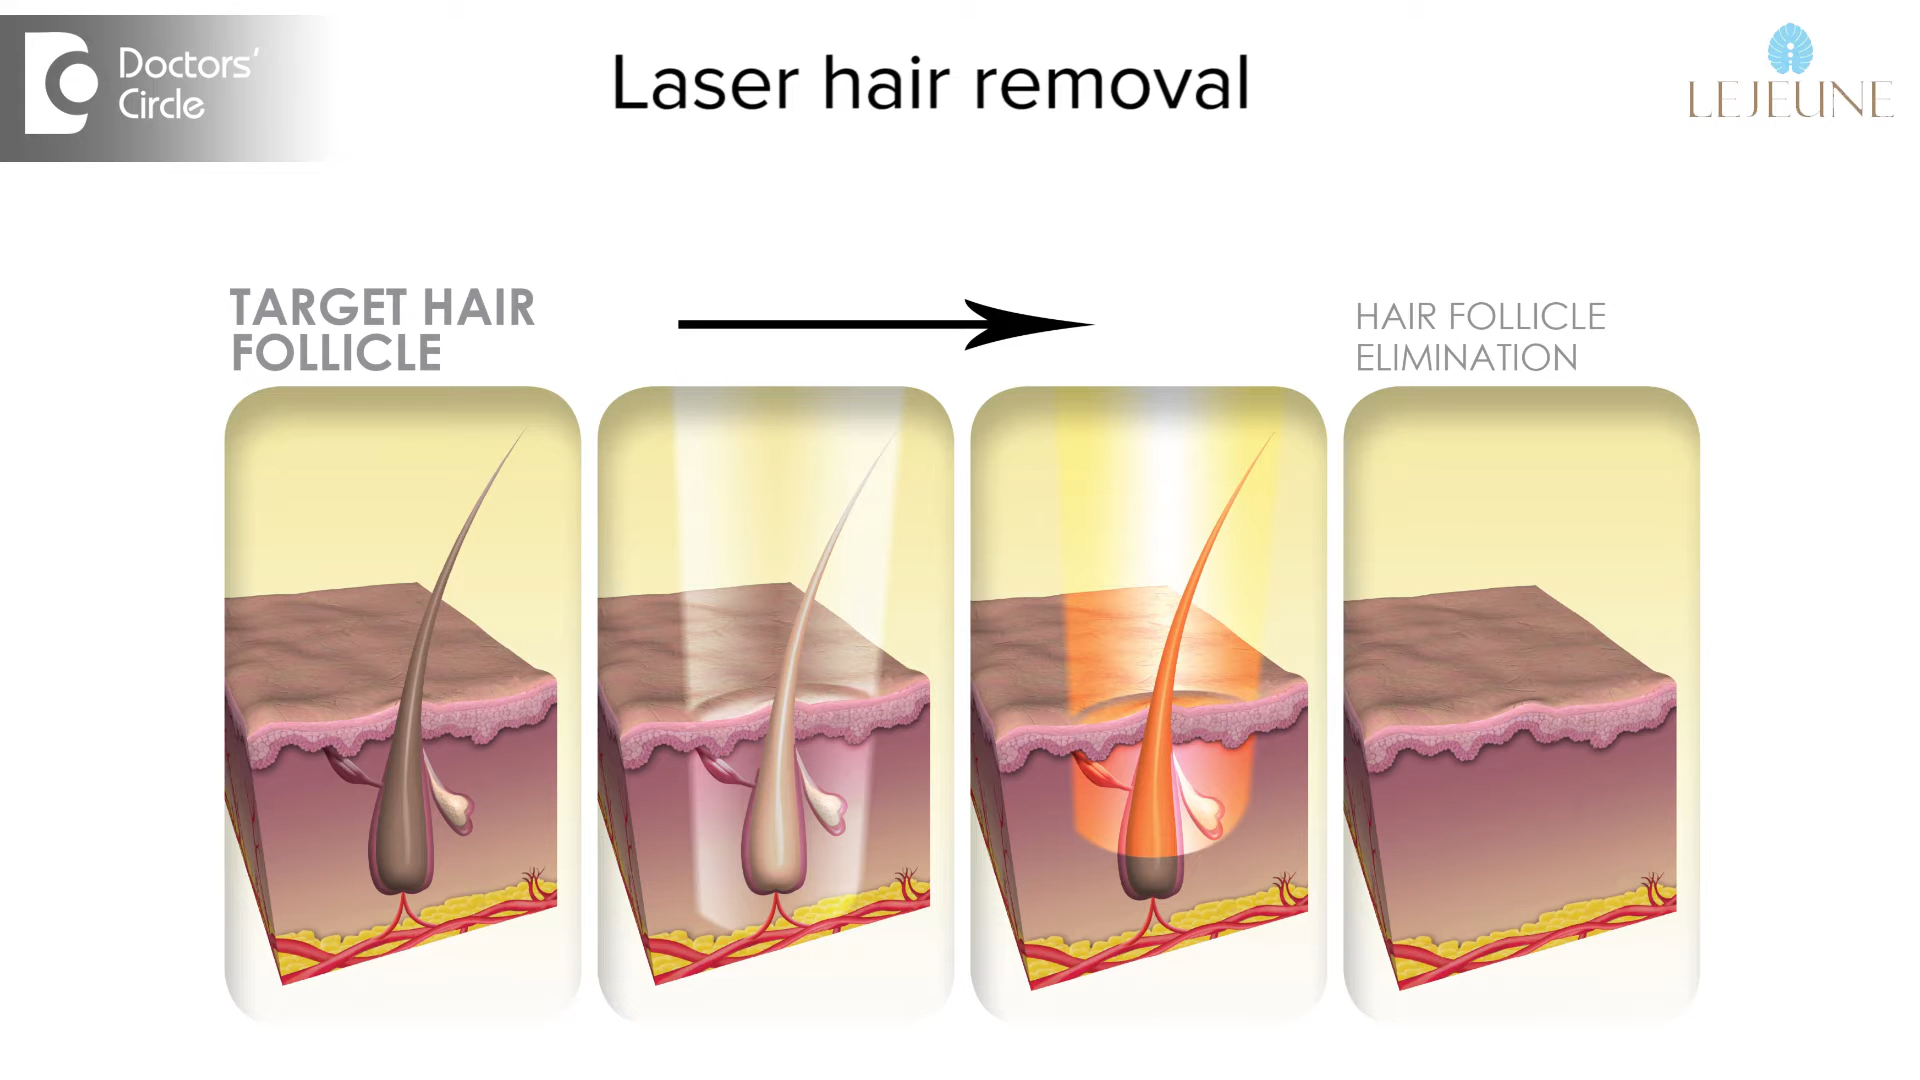 Doctors'
Circle
Laser hair removal
LEJEUNE
TARGET HAIR
FOLLICLE
HAIR FOLLICLE
ELIMINATION